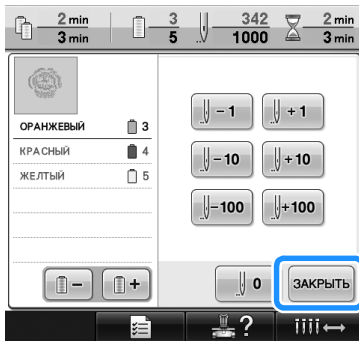 2 min 3 342 2 min
3 min 5 1000 3 min
ОРАНЖЕВЫЙ 3
КРАСНЫЙ 4
ЖЕЛТЫЙ 5
-1 +1
-10 +10
-100 +100
- + 0 ЗАКРЫТЬ
?